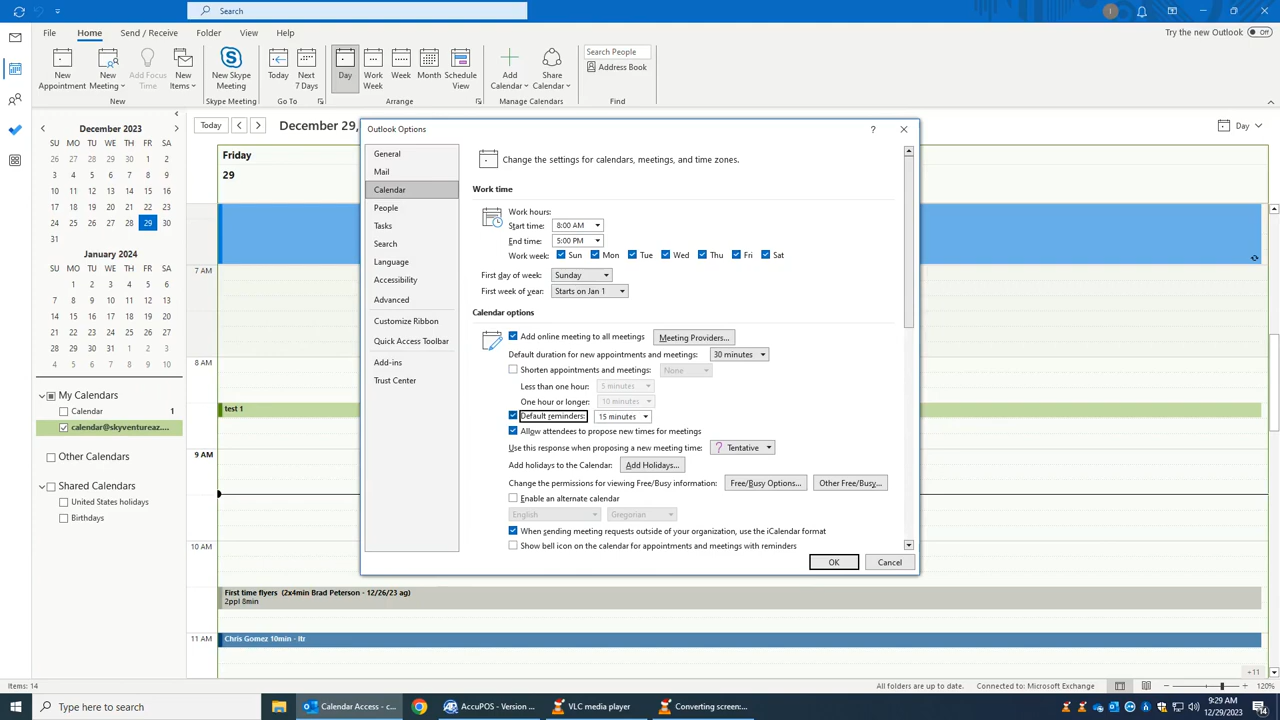 Search
File
Home
Send / Receive
Folder
View
Help
Try the new Outlook
Off
New
Appointment
New
Meeting
Add Focus
Time
New
Items
New Skype
Meeting
Today
Next
7 Days
Day
Work
Week
Week
Month
Schedule
View
Add
Calendar
Share
Calendar
Search People
Address Book
New
Skype Meeting
Go To
Arrange
Manage Calendars
Find
December 2023
SU MO TU WE TH FR SA
26 27 28 29 30 1 2
3 4 5 6 7 8 9
10 11 12 13 14 15 16
17 18 19 20 21 22 23
24 25 26 27 28 29 30
31
January 2024
SU MO TU WE TH FR SA
1 2 3 4 5 6
7 8 9 10 11 12 13
14 15 16 17 18 19 20
21 22 23 24 25 26 27
28 29 30 31 1 2 3
4 5 6 7 8 9 10
My Calendars
Calendar 1
calendar@skyventureaz....
Other Calendars
Shared Calendars
United states holidays
Birthdays
Today
December 29,
Day
Friday
29
7 AM
8 AM
test 1
9 AM
10 AM
First time flyers (2x4min Brad Peterson - 12/26/23 ag)
2ppl 8min
11 AM
Chris Gomez 10min - ltr
+11
Outlook Options
?
General
Mail
Calendar
People
Tasks
Search
Language
Accessibility
Advanced
Customize Ribbon
Quick Access Toolbar
Add-ins
Trust Center
Change the settings for calendars, meetings, and time zones.
Work time
Work hours:
Start time: 8:00 AM
End time: 5:00 PM
Work week: Sun Mon Tue Wed Thu Fri Sat
First day of week: Sunday
First week of year: Starts on Jan 1
Calendar options
Add online meeting to all meetings Meeting Providers...
Default duration for new appointments and meetings: 30 minutes
Shorten appointments and meetings: None
Less than one hour: 5 minutes
One hour or longer: 10 minutes
Default reminders: 15 minutes
Allow attendees to propose new times for meetings
Use this response when proposing a new meeting time: ? Tentative
Add holidays to the Calendar: Add Holidays...
Change the permissions for viewing Free/Busy information: Free/Busy Options... Other Free/Busy...
Enable an alternate calendar
English Gregorian
When sending meeting requests outside of your organization, use the iCalendar format
Show bell icon on the calendar for appointments and meetings with reminders
OK Cancel
Items: 14
All folders are up to date.
Connected to: Microsoft Exchange
120%
Type here to search
Calendar Access - c...
AccuPOS - Version ...
VLC media player
Converting screen:...
9:29 AM
12/29/2023